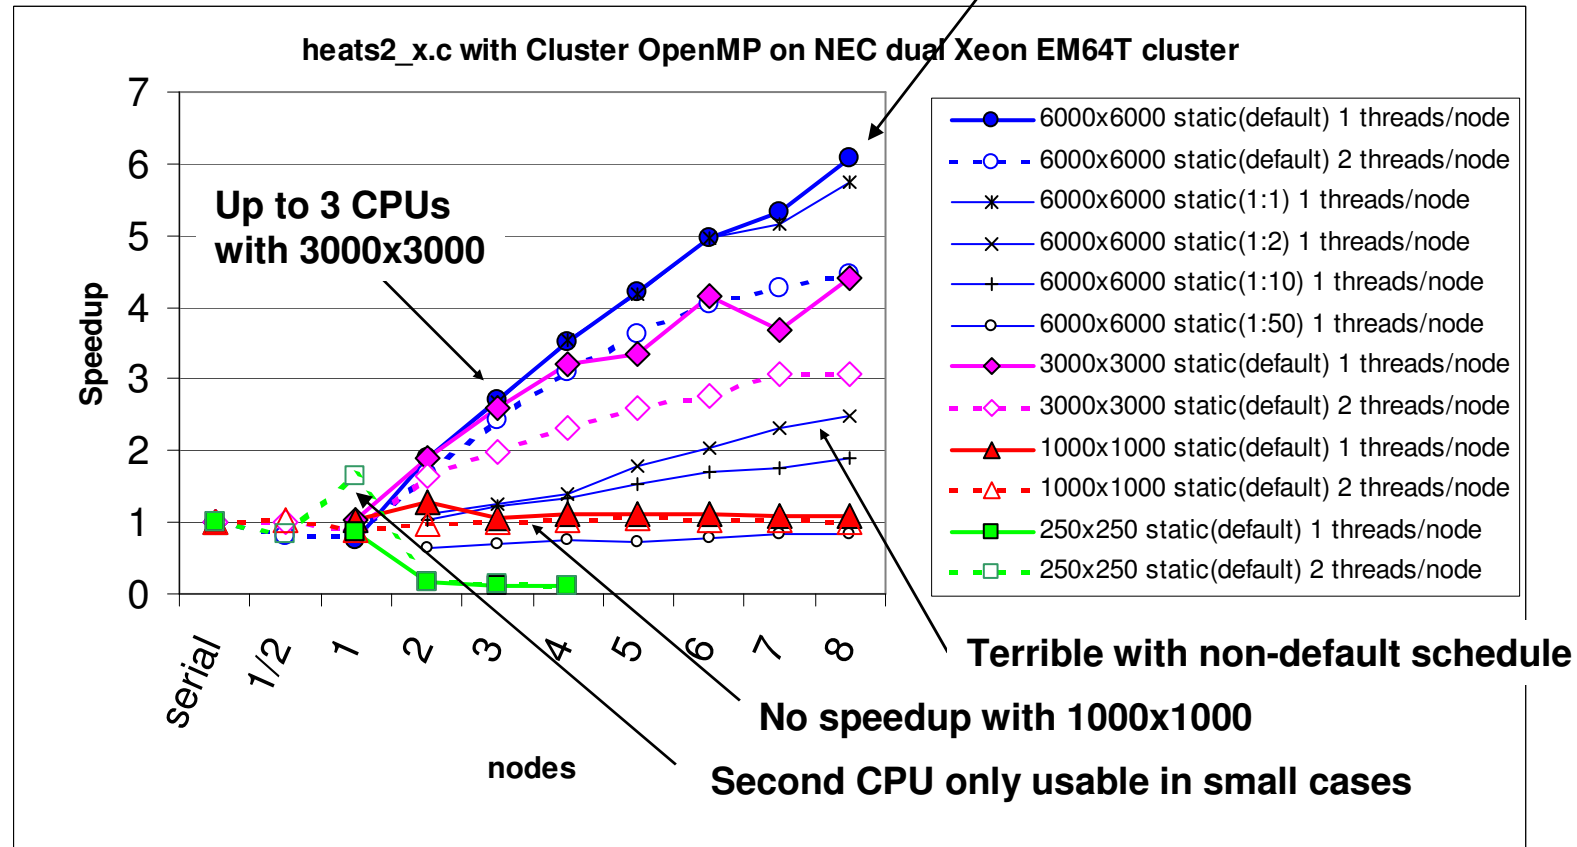 heats2_x.c with Cluster OpenMP on NEC dual Xeon EM64T cluster
7
6
5
4
3
2
1
0
Speedup
Up to 3 CPUs
with 3000x3000
6000x6000 static(default) 1 threads/node
6000x6000 static(default) 2 threads/node
6000x6000 static(1:1) 1 threads/node
6000x6000 static(1:2) 1 threads/node
6000x6000 static(1:10) 1 threads/node
6000x6000 static(1:50) 1 threads/node
3000x3000 static(default) 1 threads/node
3000x3000 static(default) 2 threads/node
1000x1000 static(default) 1 threads/node
1000x1000 static(default) 2 threads/node
250x250 static(default) 1 threads/node
250x250 static(default) 2 threads/node
serial
1/2
1
2
3
4
5
6
7
8
nodes
Terrible with non-default schedule
No speedup with 1000x1000
Second CPU only usable in small cases